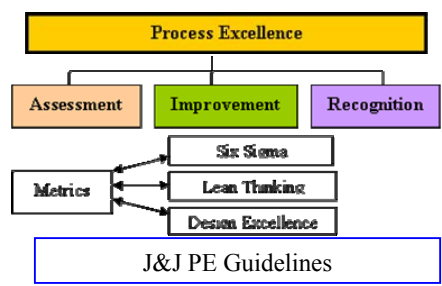 Process Excellence
Assessment
Improvement
Recognition
Metrics
Six Sigma
Lean Thinking
Design Excellence
J&J PE Guidelines